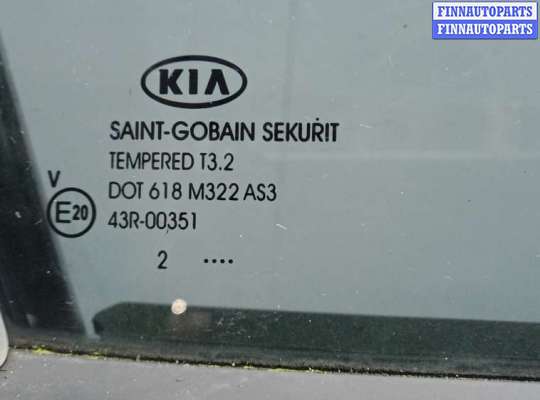 FINNAUTOPARTS
FINNAUTOPARTS
KIA
SAINT-GOBAIN SEKURIT
TEMPERED T3.2
DOT 618 M322 AS3
V
E20
43R-00351
2 ....